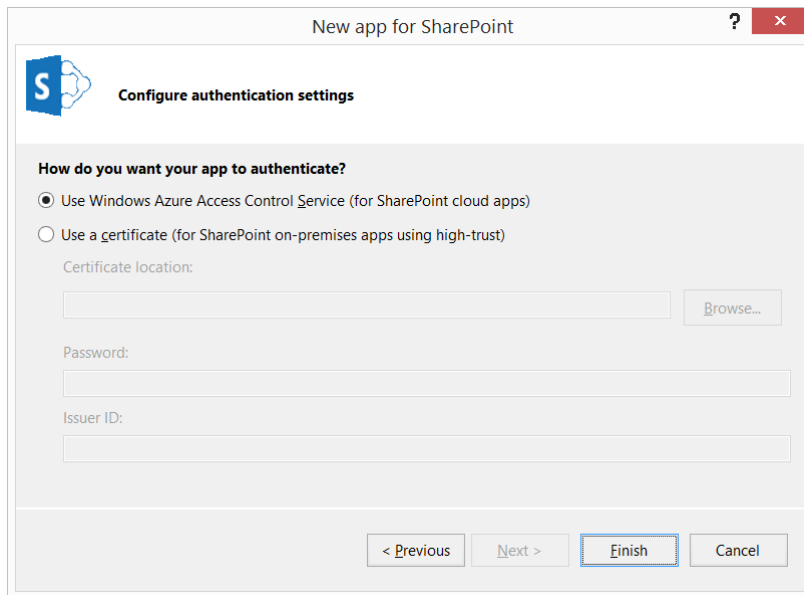 New app for SharePoint
?
S
Configure authentication settings
How do you want your app to authenticate?
Use Windows Azure Access Control Service (for SharePoint cloud apps)
Use a certificate (for SharePoint on-premises apps using high-trust)
Certificate location:
Browse...
Password:
Issuer ID:
< Previous Next > Finish Cancel